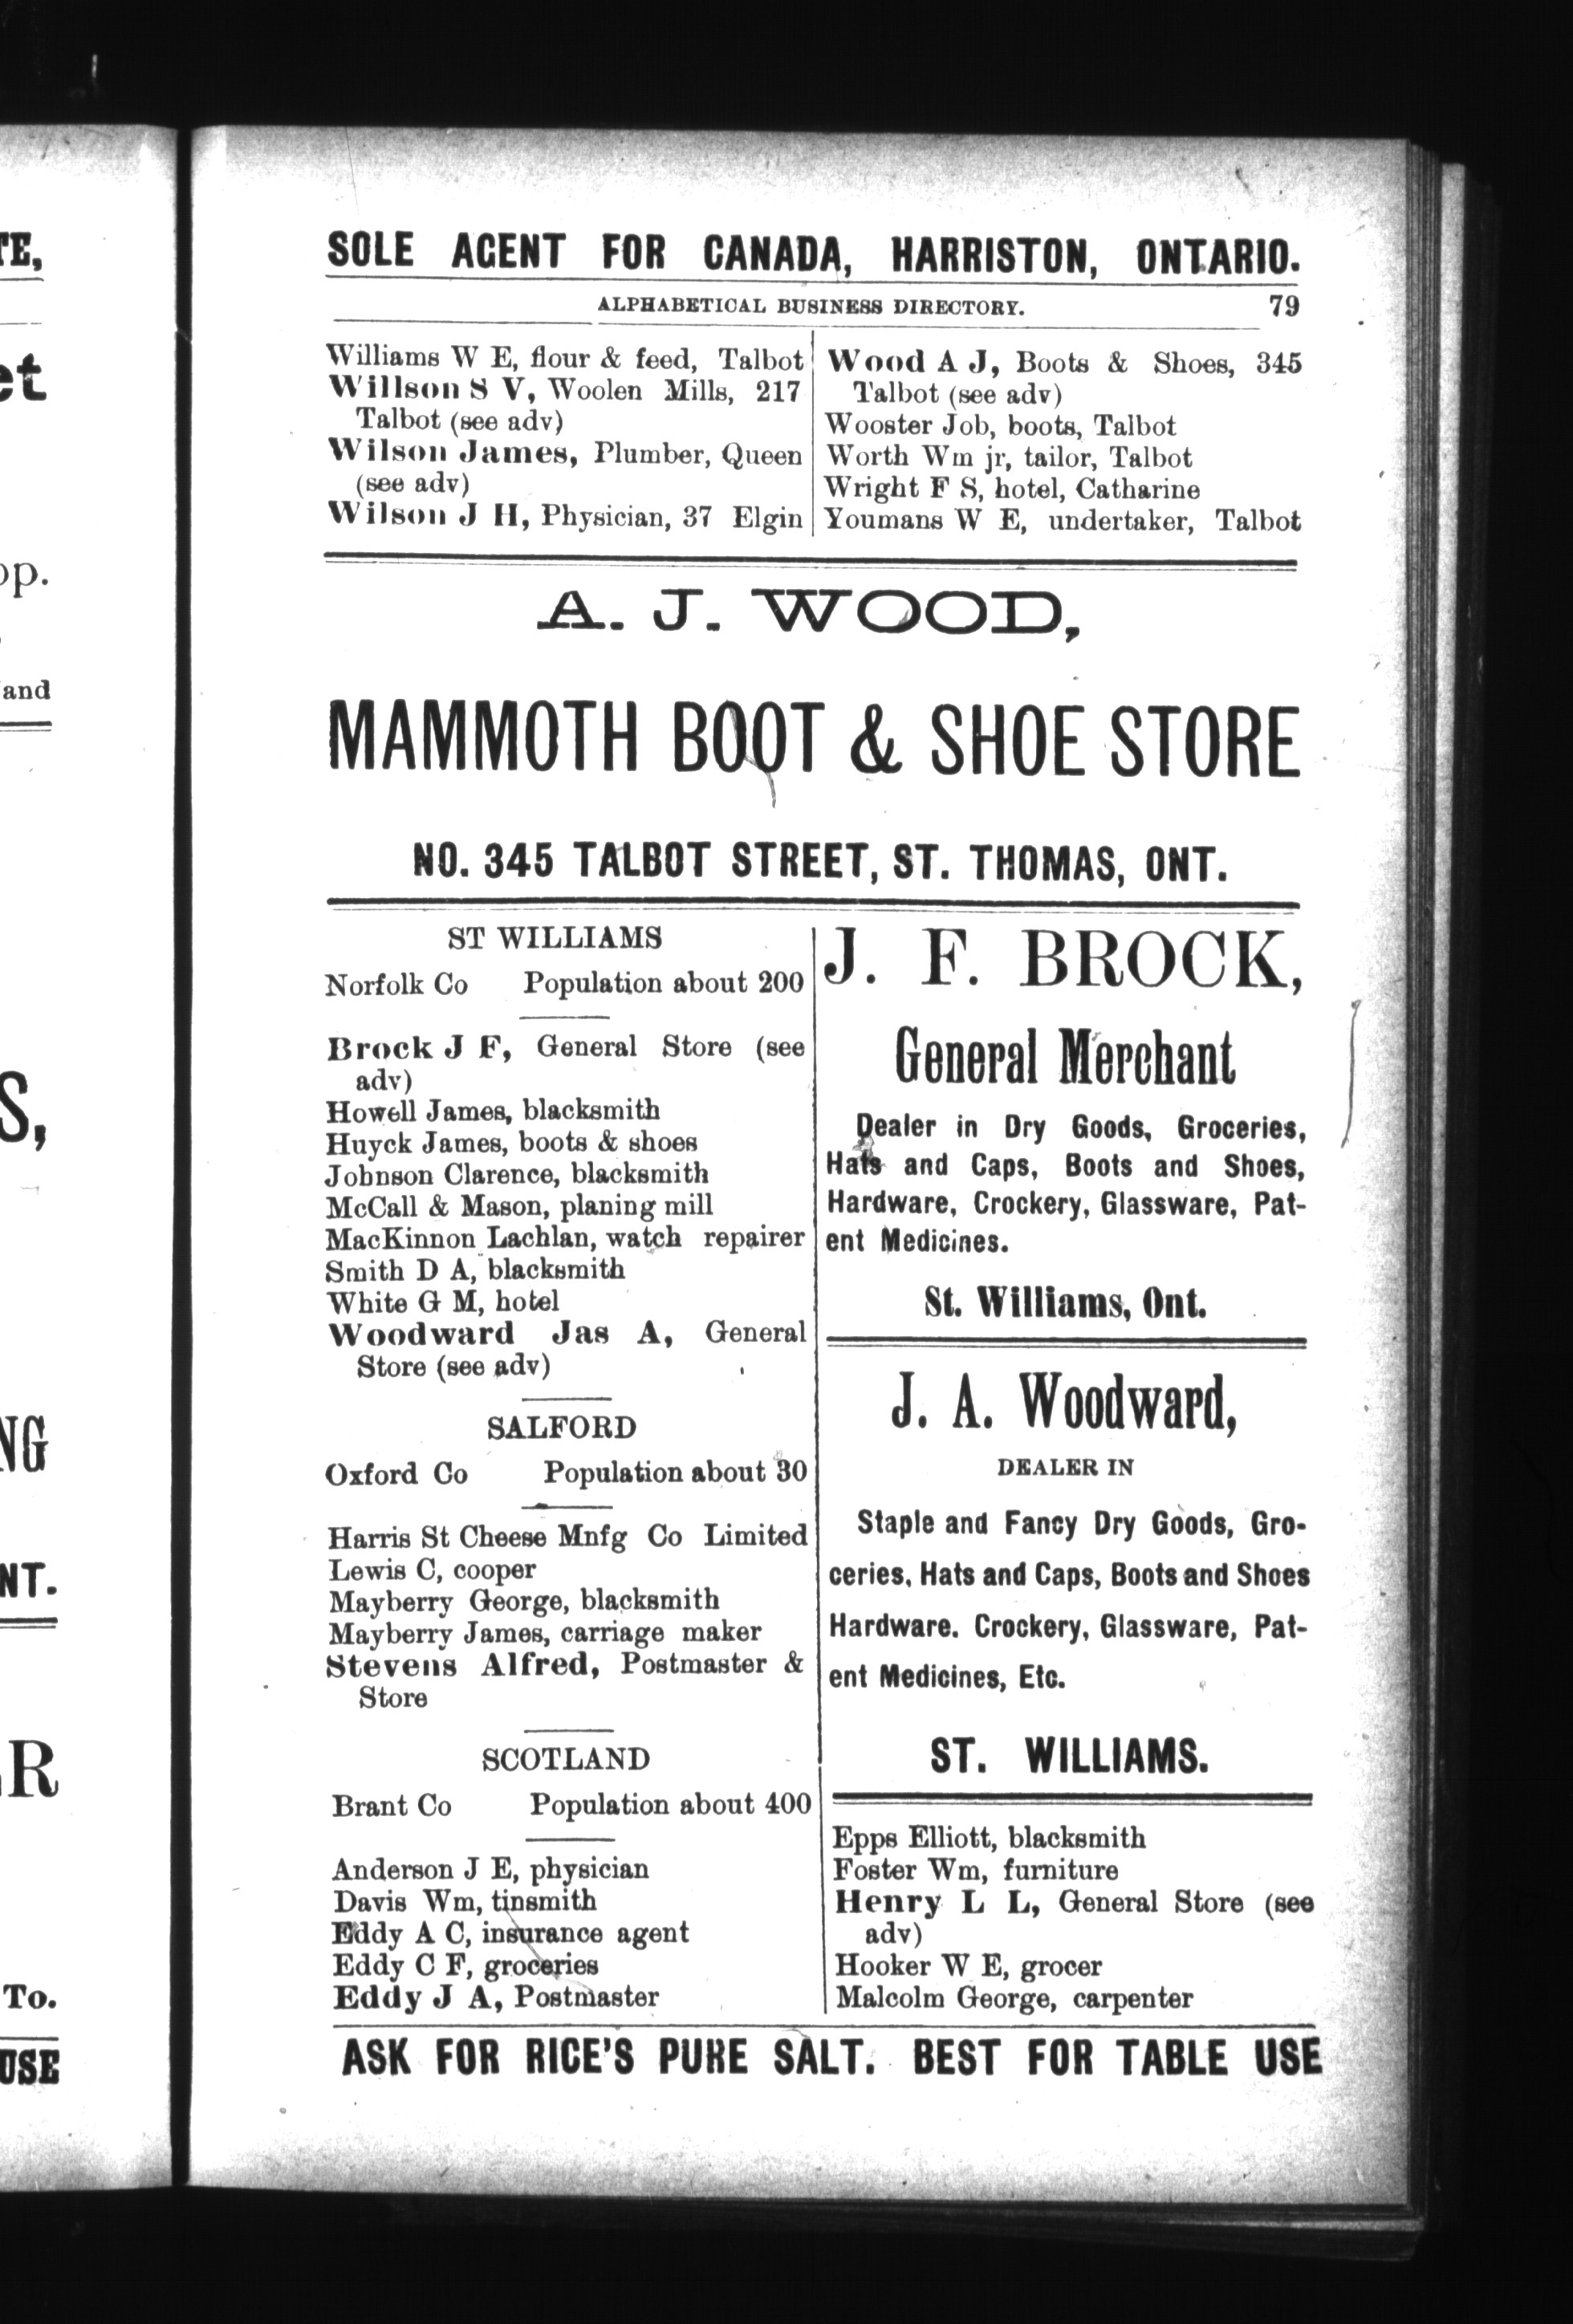 SOLE AGENT FOR CANADA, HARRISTON, ONTARIO.
ALPHABETICAL BUSINESS DIRECTORY. 79
Williams W E, flour & feed, Talbot
Willson S V, Woolen Mills, 217
Talbot (see adv)
Wilson James, Plumber, Queen
(see adv)
Wilson J H, Physician, 37 Elgin
Wood A J, Boots & Shoes, 345
Talbot (see adv)
Wooster Job, boots, Talbot
Worth Wm jr, tailor, Talbot
Wright F S, hotel, Catharine
Youmans W E, undertaker, Talbot
A. J. WOOD,
MAMMOTH BOOT & SHOE STORE
NO. 345 TALBOT STREET, ST. THOMAS, ONT.
ST WILLIAMS
Norfolk Co Population about 200
Brock J F, General Store (see
adv)
Howell James, blacksmith
Huyck James, boots & shoes
Johnson Clarence, blacksmith
McCall & Mason, planing mill
MacKinnon Lachlan, watch repairer
Smith D A, blacksmith
White G M, hotel
Woodward Jas A, General
Store (see adv)
SALFORD
Oxford Co Population about 30
Harris St Cheese Mnfg Co Limited
Lewis C, cooper
Mayberry George, blacksmith
Mayberry James, carriage maker
Stevens Alfred, Postmaster &
Store
SCOTLAND
Brant Co Population about 400
Anderson J E, physician
Davis Wm, tinsmith
Eddy A C, insurance agent
Eddy C F, groceries
Eddy J A, Postmaster
J. F. BROCK,
General Merchant
Dealer in Dry Goods, Groceries,
Hats and Caps, Boots and Shoes,
Hardware, Crockery, Glassware, Pat-
ent Medicines.
St. Williams, Ont.
J. A. Woodward,
DEALER IN
Staple and Fancy Dry Goods, Gro-
ceries, Hats and Caps, Boots and Shoes
Hardware. Crockery, Glassware, Pat-
ent Medicines, Etc.
ST. WILLIAMS.
Epps Elliott, blacksmith
Foster Wm, furniture
Henry L L, General Store (see
adv)
Hooker W E, grocer
Malcolm George, carpenter
ASK FOR RICE'S PURE SALT. BEST FOR TABLE USE